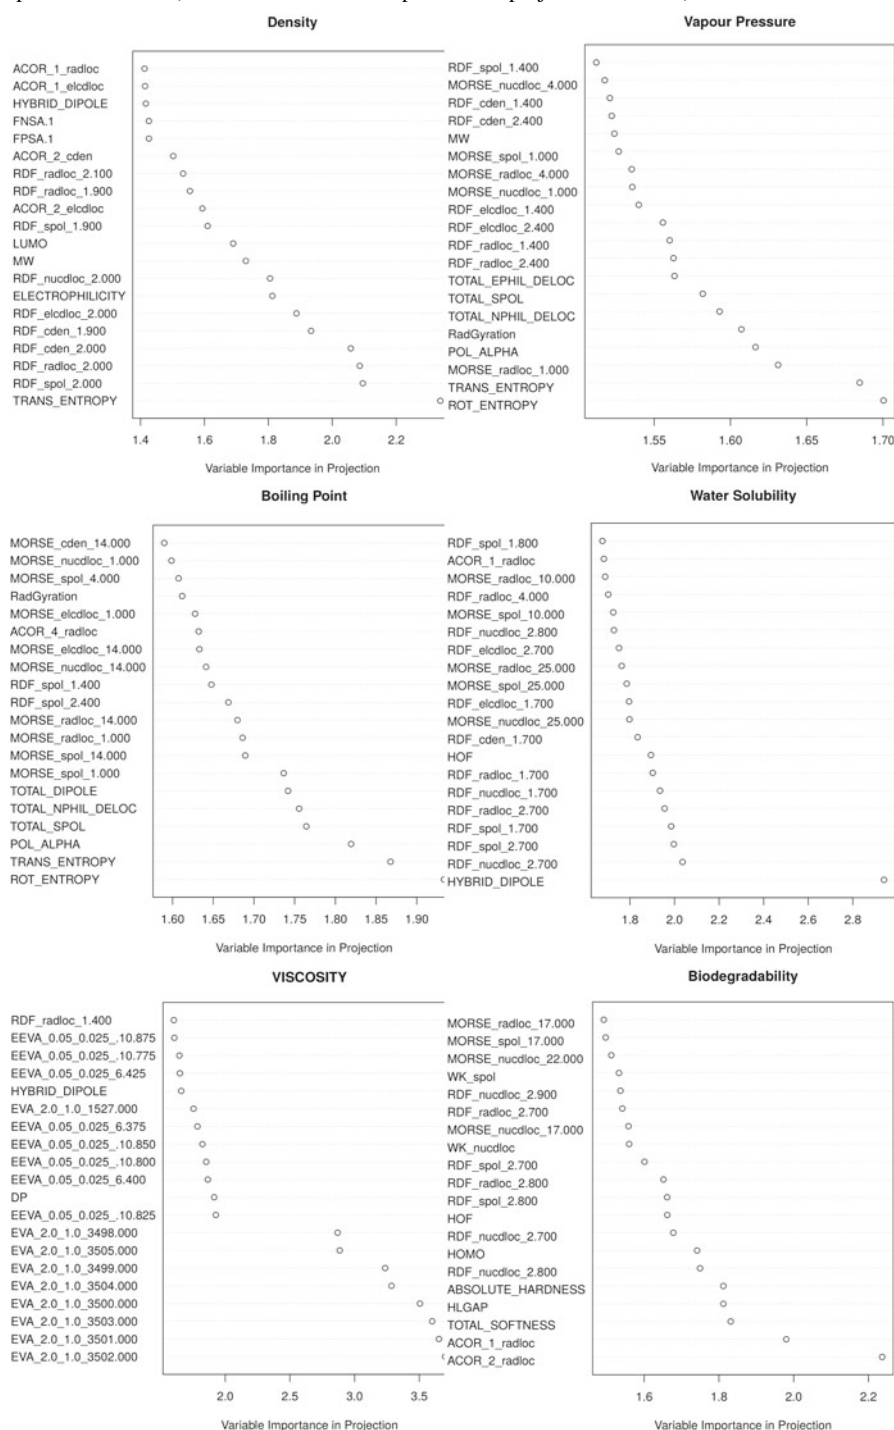 Density
ACOR_1_radloc
ACOR_1_elcdloc
HYBRID_DIPOLE
FNSA.1
FPSA.1
ACOR_2_cden
RDF_radloc_2.100
RDF_radloc_1.900
ACOR_2_elcdloc
RDF_spol_1.900
LUMO
MW
RDF_nucdloc_2.000
ELECTROPHILICITY
RDF_elcdloc_2.000
RDF_cden_1.900
RDF_cden_2.000
RDF_radloc_2.000
RDF_spol_2.000
TRANS_ENTROPY
1.4 1.6 1.8 2.0 2.2
Variable Importance in Projection
Vapour Pressure
RDF_spol_1.400
MORSE_nucdloc_4.000
RDF_cden_1.400
RDF_cden_2.400
MW
MORSE_spol_1.000
MORSE_radloc_4.000
MORSE_nucdloc_1.000
RDF_elcdloc_1.400
RDF_elcdloc_2.400
RDF_radloc_1.400
RDF_radloc_2.400
TOTAL_EPHIL_DELOC
TOTAL_SPOL
TOTAL_NPHIL_DELOC
RadGyration
POL_ALPHA
MORSE_radloc_1.000
TRANS_ENTROPY
ROT_ENTROPY
1.55 1.60 1.65 1.70
Variable Importance in Projection
Boiling Point
MORSE_cden_14.000
MORSE_nucdloc_1.000
MORSE_spol_4.000
RadGyration
MORSE_elcdloc_1.000
ACOR_4_radloc
MORSE_elcdloc_14.000
MORSE_nucdloc_14.000
RDF_spol_1.400
RDF_spol_2.400
MORSE_radloc_14.000
MORSE_radloc_1.000
MORSE_spol_14.000
MORSE_spol_1.000
TOTAL_DIPOLE
TOTAL_NPHIL_DELOC
TOTAL_SPOL
POL_ALPHA
TRANS_ENTROPY
ROT_ENTROPY
1.60 1.65 1.70 1.75 1.80 1.85 1.90
Variable Importance in Projection
Water Solubility
RDF_spol_1.800
ACOR_1_radloc
MORSE_radloc_10.000
RDF_radloc_4.000
MORSE_spol_10.000
RDF_nucdloc_2.800
RDF_elcdloc_2.700
MORSE_radloc_25.000
MORSE_spol_25.000
RDF_elcdloc_1.700
MORSE_nucdloc_25.000
RDF_cden_1.700
HOF
RDF_radloc_1.700
RDF_nucdloc_1.700
RDF_radloc_2.700
RDF_spol_1.700
RDF_spol_2.700
RDF_nucdloc_2.700
HYBRID_DIPOLE
1.8 2.0 2.2 2.4 2.6 2.8
Variable Importance in Projection
VISCOSITY
RDF_radloc_1.400
EEVA_0.05_0.025_.10.875
EEVA_0.05_0.025_.10.775
EEVA_0.05_0.025_6.425
HYBRID_DIPOLE
EVA_2.0_1.0_1527.000
EEVA_0.05_0.025_6.375
EEVA_0.05_0.025_.10.850
EEVA_0.05_0.025_.10.800
EEVA_0.05_0.025_6.400
DP
EEVA_0.05_0.025_.10.825
EVA_2.0_1.0_3498.000
EVA_2.0_1.0_3505.000
EVA_2.0_1.0_3499.000
EVA_2.0_1.0_3504.000
EVA_2.0_1.0_3500.000
EVA_2.0_1.0_3503.000
EVA_2.0_1.0_3501.000
EVA_2.0_1.0_3502.000
2.0 2.5 3.0 3.5
Variable Importance in Projection
Biodegradability
MORSE_radloc_17.000
MORSE_spol_17.000
MORSE_nucdloc_22.000
WK_spol
RDF_nucdloc_2.900
RDF_radloc_2.700
MORSE_nucdloc_17.000
WK_nucdloc
RDF_spol_2.700
RDF_radloc_2.800
RDF_spol_2.800
HOF
RDF_nucdloc_2.700
HOMO
RDF_nucdloc_2.800
ABSOLUTE_HARDNESS
HLGAP
TOTAL_SOFTNESS
ACOR_1_radloc
ACOR_2_radloc
1.6 1.8 2.0 2.2
Variable Importance in Projection